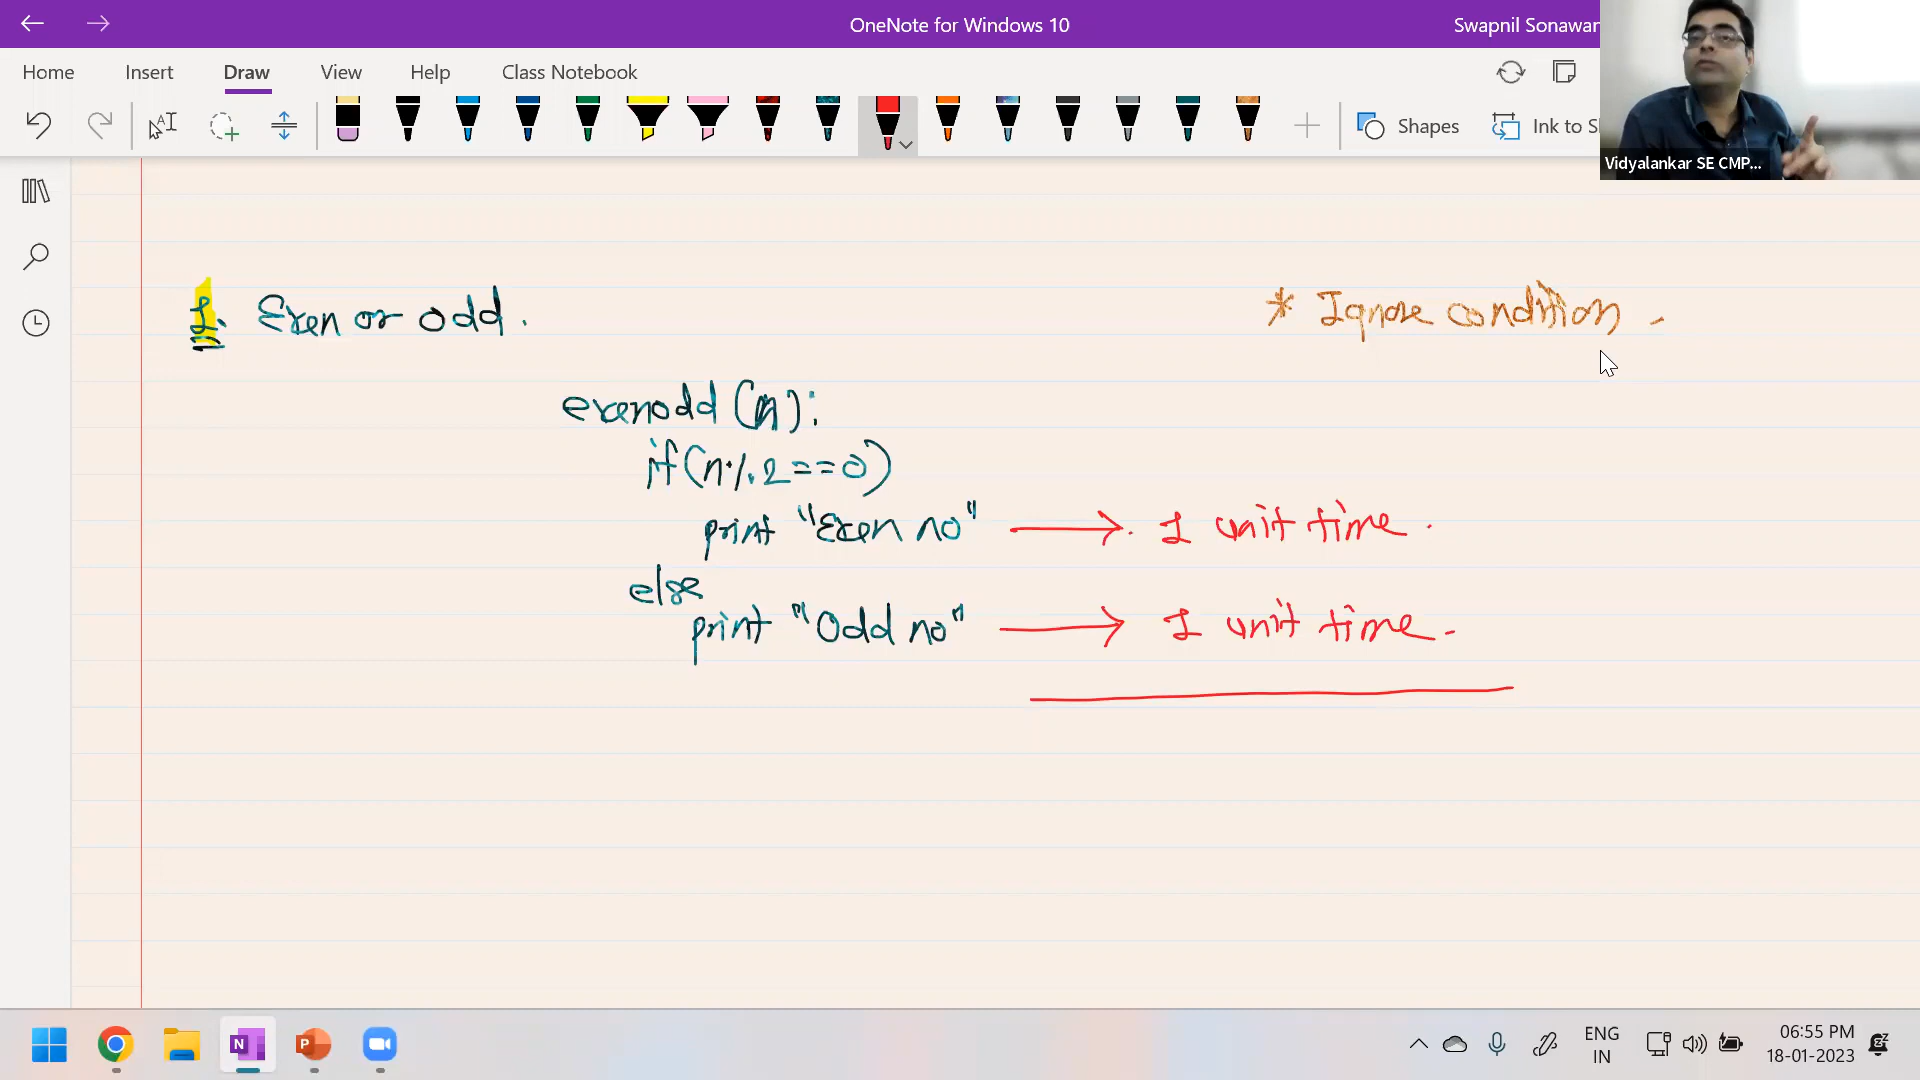 OneNote for Windows 10
Swapnil Sonawan
Home Insert Draw View Help Class Notebook
Shapes Ink to Sh
Vidyalankar SE CMP...
1. Even or odd.
* Ignore condition.
evenodd (n):
if(n%2==0)
print "Even no" → 1 unit time.
else
print "Odd no" → 1 unit time.
ENG
IN
06:55 PM
18-01-2023